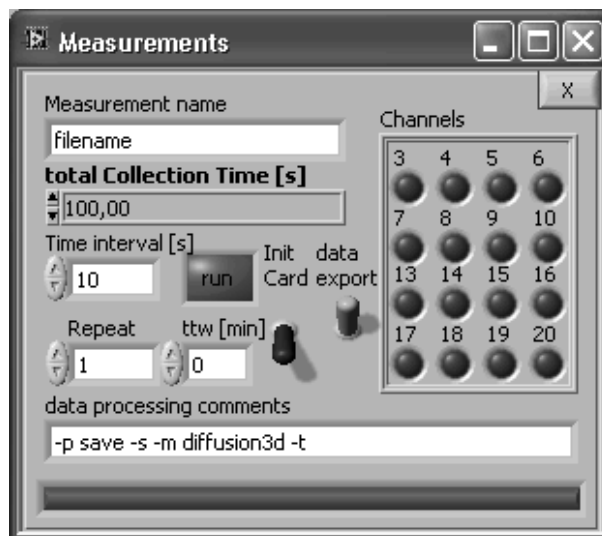 Measurements
X
Measurement name
filename
total Collection Time [s]
100,00
Time interval [s]
10
run
Init
Card
data
export
Repeat
1
ttw [min]
0
Channels
3 4 5 6
7 8 9 10
13 14 15 16
17 18 19 20
data processing comments
-p save -s -m diffusion3d -t